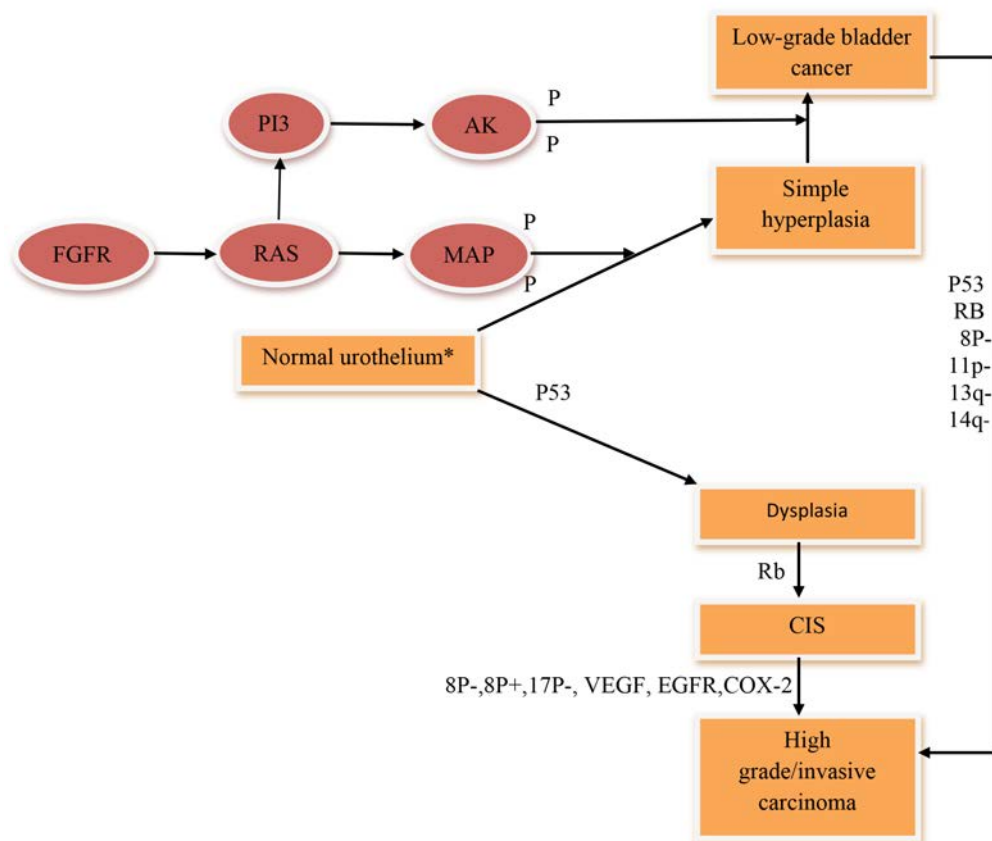 Low-grade bladder
cancer
P
PI3
AK
P
Simple
hyperplasia
P
FGFR
RAS
MAP
P
P53
RB
8P-
11p-
13q-
14q-
Normal urothelium*
P53
Dysplasia
Rb
CIS
8P-,8P+,17P-, VEGF, EGFR,COX-2
High
grade/invasive
carcinoma